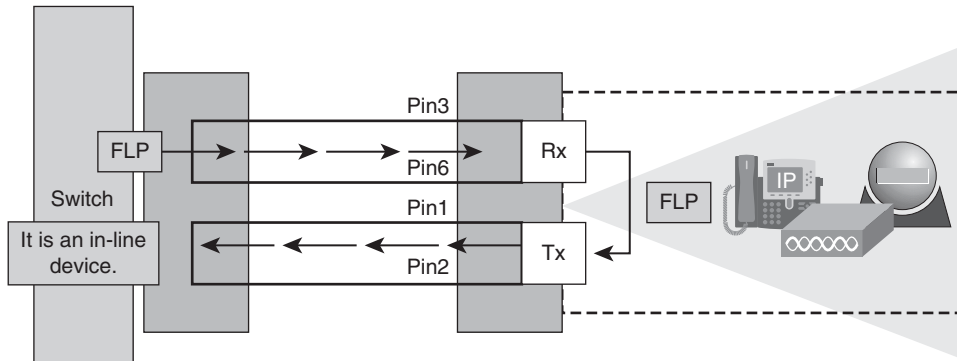 Pin3
FLP
Rx
Pin6
IP
FLP
Switch
Pin1
It is an in-line
device.
Tx
Pin2